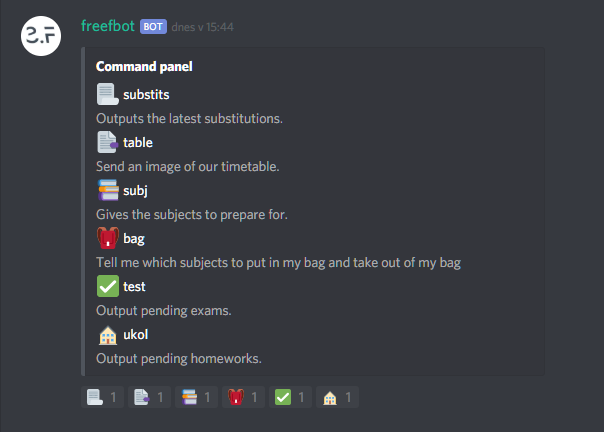 freefbot BOT dnes v 15:44
Command panel
substits
Outputs the latest substitutions.
table
Send an image of our timetable.
subj
Gives the subjects to prepare for.
bag
Tell me which subjects to put in my bag and take out of my bag
test
Output pending exams.
ukol
Output pending homeworks.
1 1 1 1 1 1